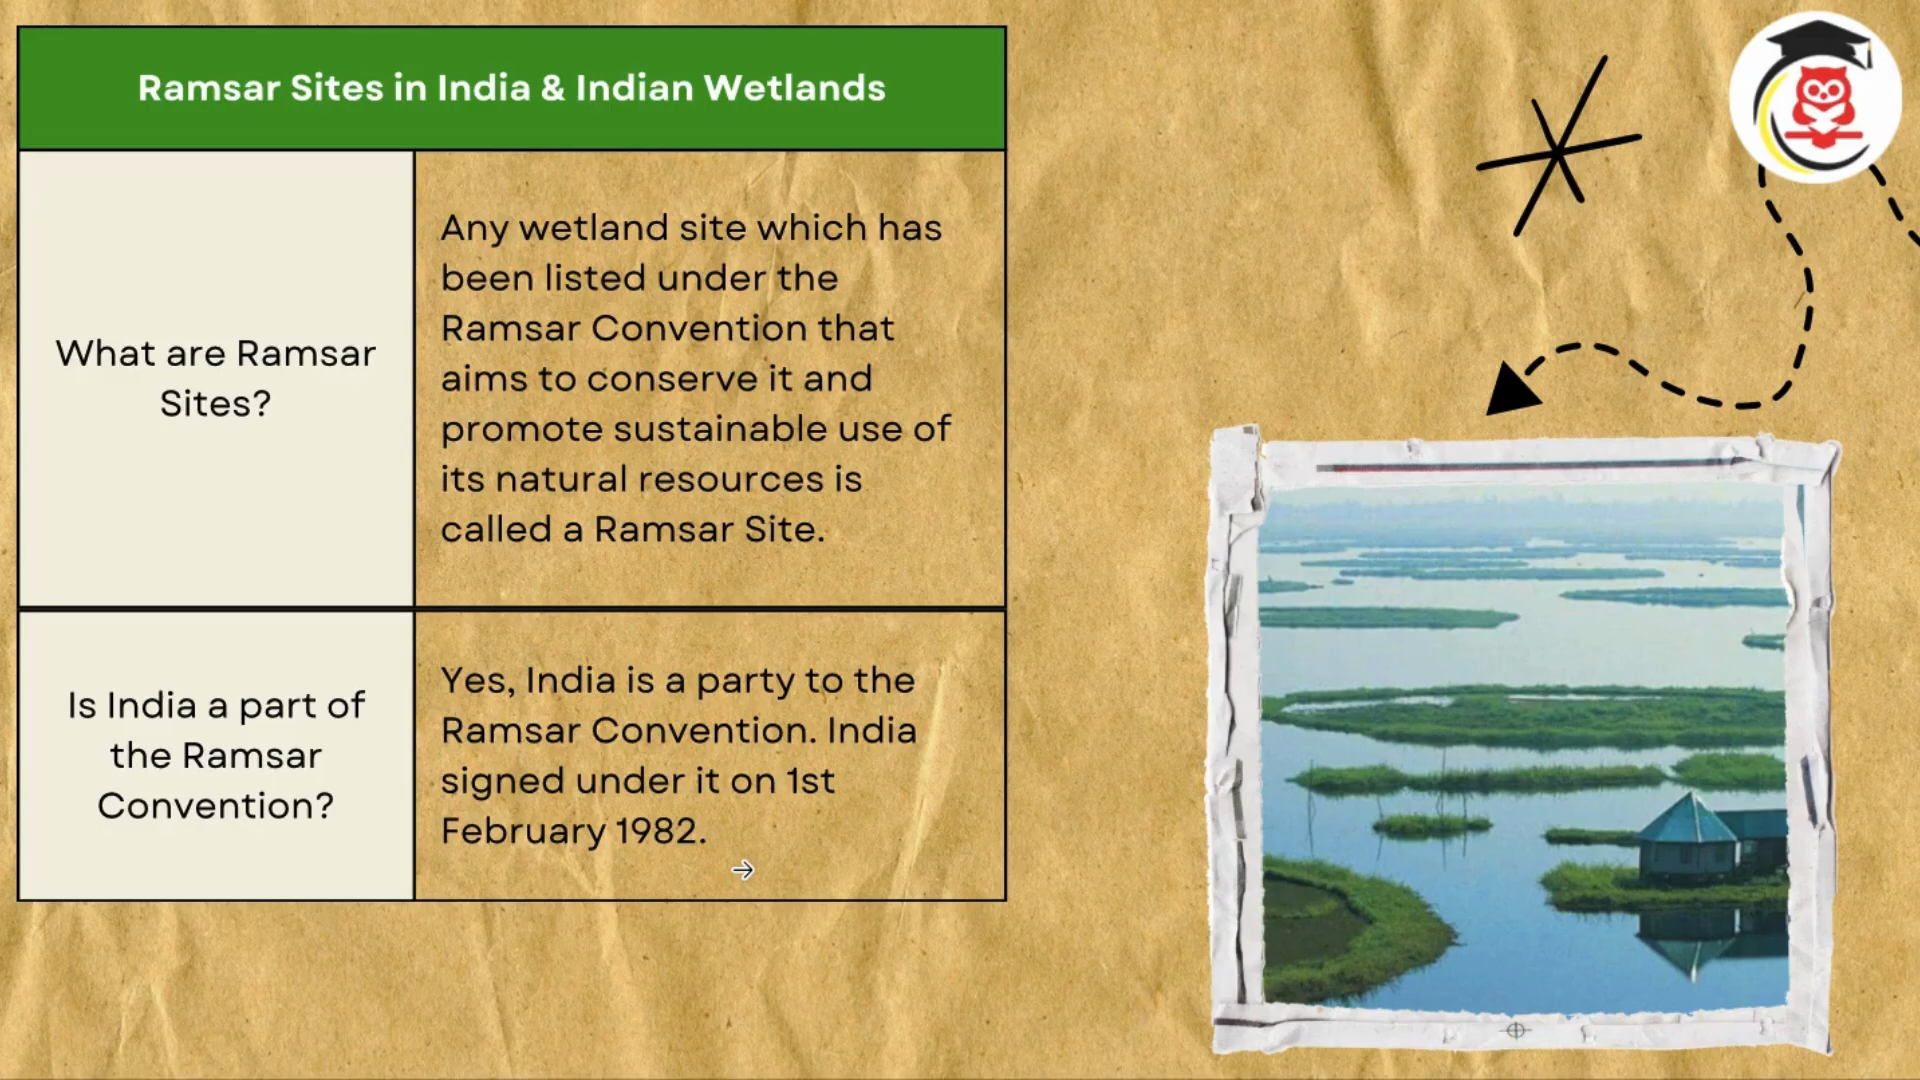 Ramsar Sites in India & Indian Wetlands
What are Ramsar
Sites?
Any wetland site which has
been listed under the
Ramsar Convention that
aims to conserve it and
promote sustainable use of
its natural resources is
called a Ramsar Site.
Is India a part of
the Ramsar
Convention?
Yes, India is a party to the
Ramsar Convention. India
signed under it on 1st
February 1982.